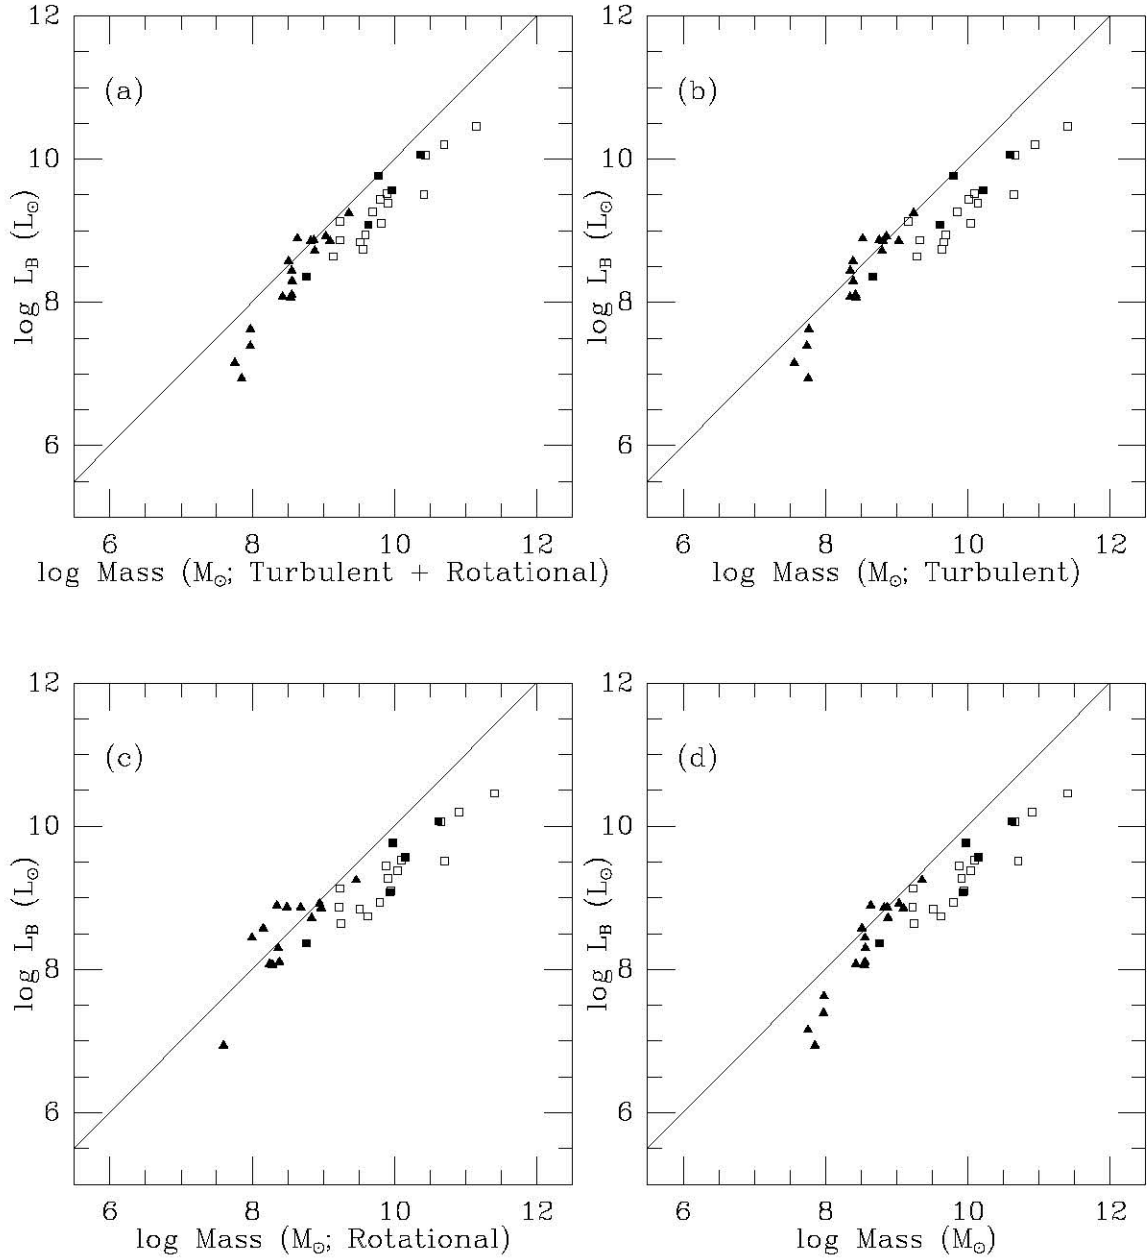 12
10
8
6
log L_B (L_⊙)
(a)
6 8 10 12
log Mass (M_⊙; Turbulent + Rotational)
12
10
8
6
log L_B (L_⊙)
(b)
6 8 10 12
log Mass (M_⊙; Turbulent)
12
10
8
6
log L_B (L_⊙)
(c)
6 8 10 12
log Mass (M_⊙; Rotational)
12
10
8
6
log L_B (L_⊙)
(d)
6 8 10 12
log Mass (M_⊙)